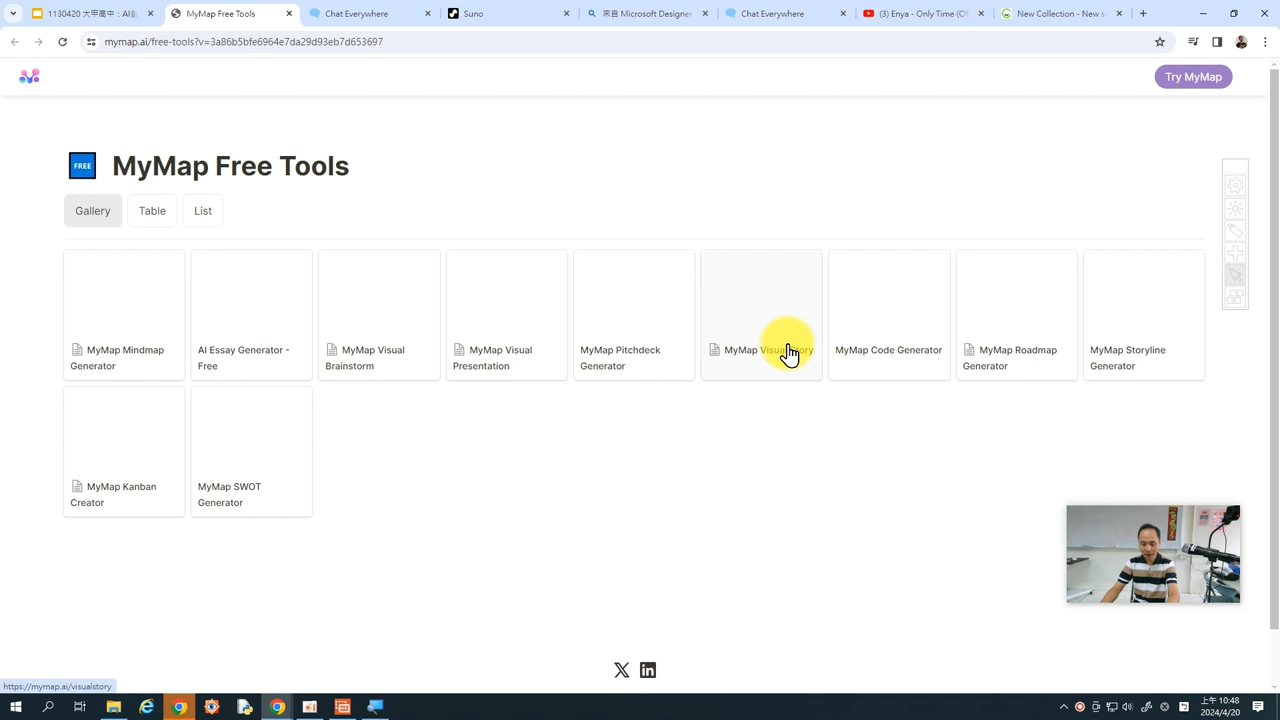 1130420 大甲高中：AI創
MyMap Free Tools
Chat Everywhere
Suno
來自 Microsoft Designer
Chat Everywhere
(3) Enya - Only Time (O
New Collection - New s
mymap.ai/free-tools?v=3a86b5bfe6964e7da29d93eb7d653697
Try MyMap
FREE
MyMap Free Tools
Gallery
Table
List
MyMap Mindmap
Generator
AI Essay Generator -
Free
MyMap Visual
Brainstorm
MyMap Visual
Presentation
MyMap Pitchdeck
Generator
MyMap Visual Story
MyMap Code Generator
MyMap Roadmap
Generator
MyMap Storyline
Generator
MyMap Kanban
Creator
MyMap SWOT
Generator
https://mymap.ai/visualstory
上午 10:48
2024/4/20